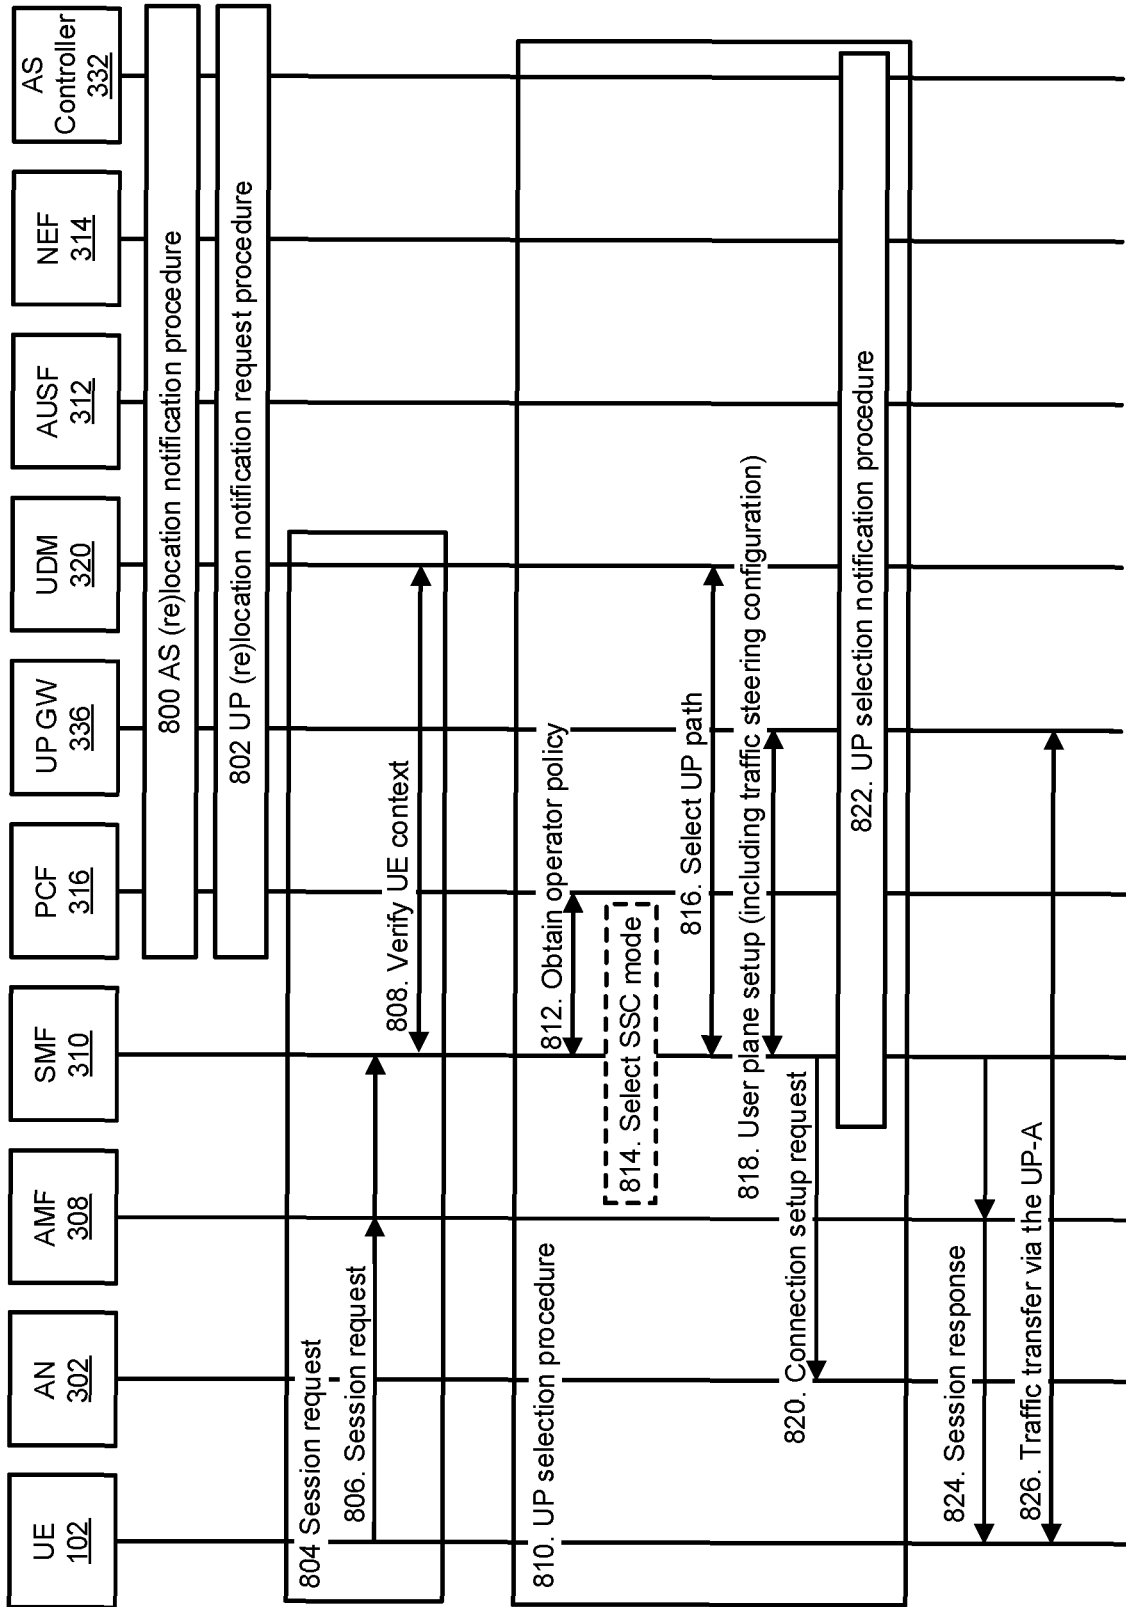 UE
102
AN
302
AMF
308
SMF
310
PCF
316
UP GW
336
UDM
320
AUSF
312
NEF
314
AS
Controller
332
800 AS (re)location notification procedure
802 UP (re)location notification request procedure
804 Session request
806. Session request
808. Verify UE context
810. UP selection procedure
812. Obtain operator policy
814. Select SSC mode
816. Select UP path
818. User plane setup (including traffic steering configuration)
820. Connection setup request
822. UP selection notification procedure
824. Session response
826. Traffic transfer via the UP-A